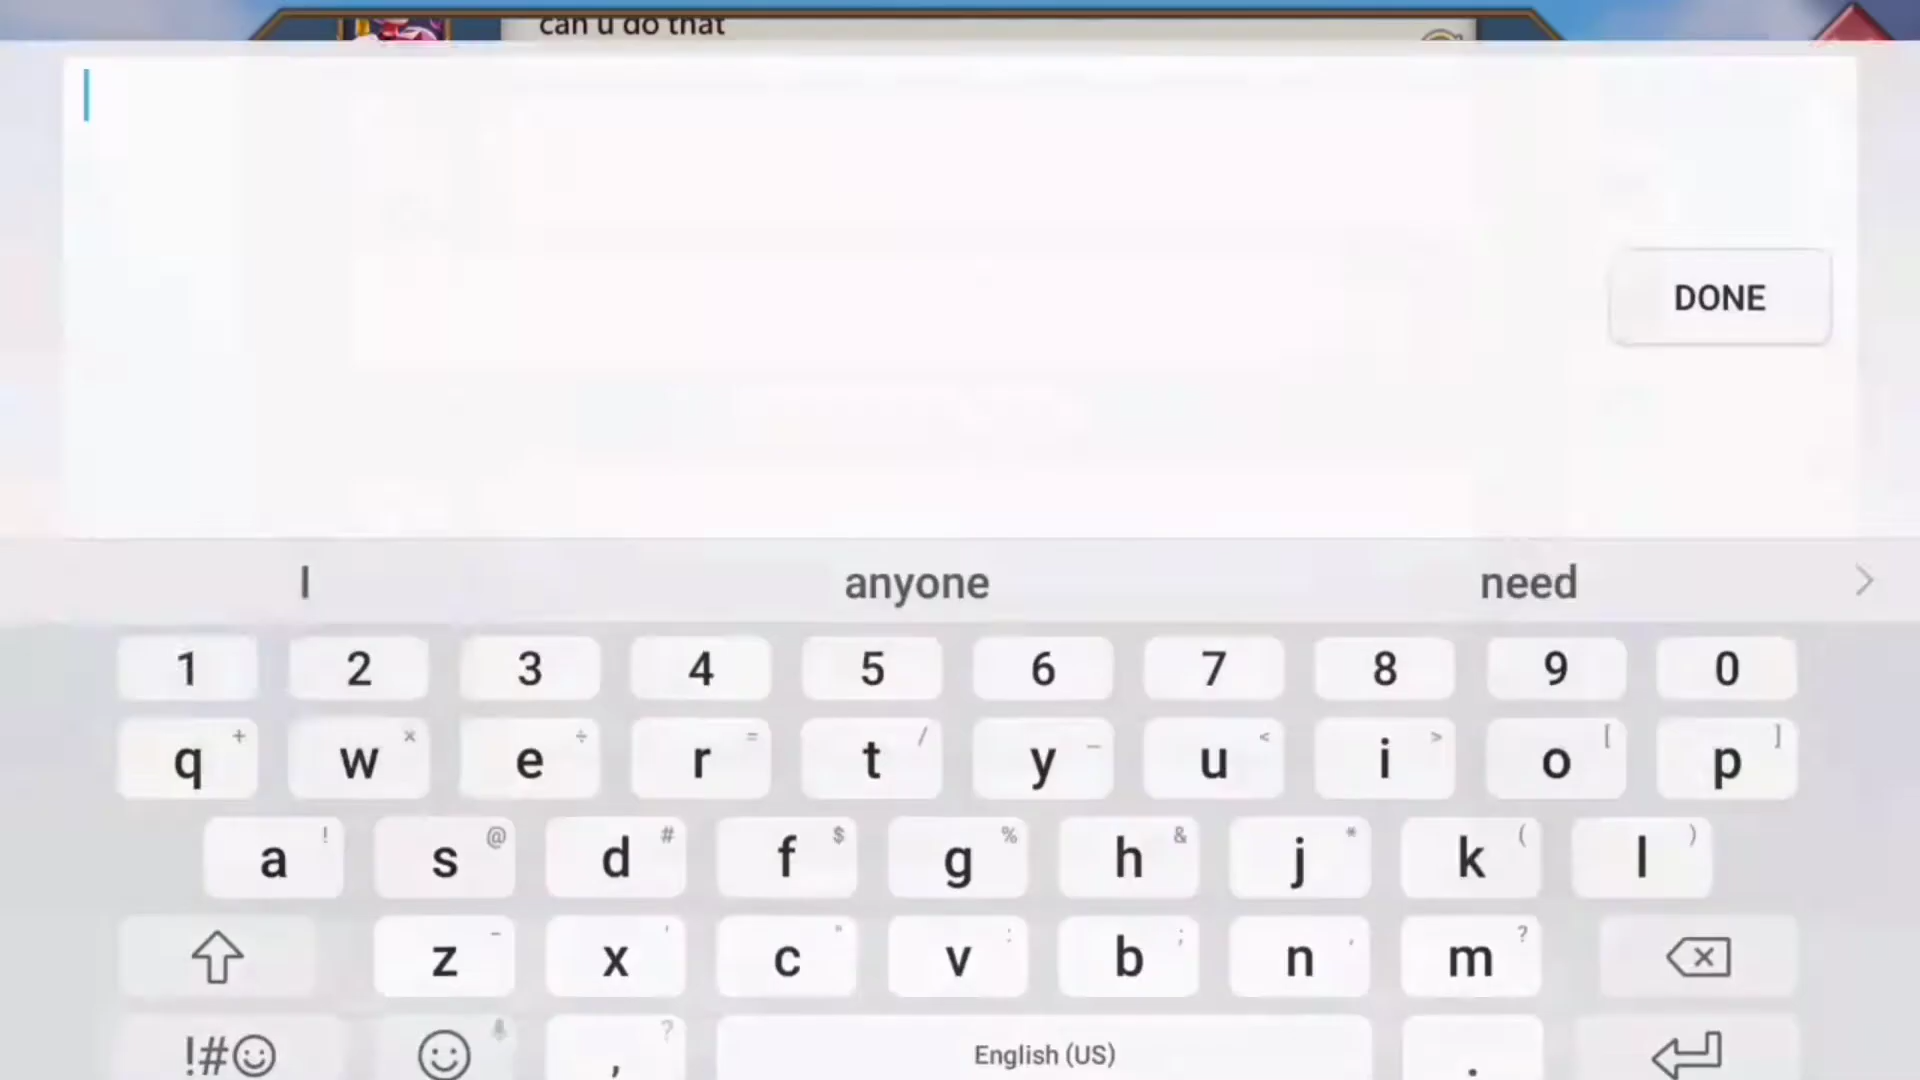 can u do that
DONE
I anyone need >
1 2 3 4 5 6 7 8 9 0
q + w × e ÷ r = t / y _ u < i > o [ p ]
a ! s @ d # f $ g % h & j * k ( l )
z - x ' c " v : b ; n , m ?
!#☺ , ? English (US) .